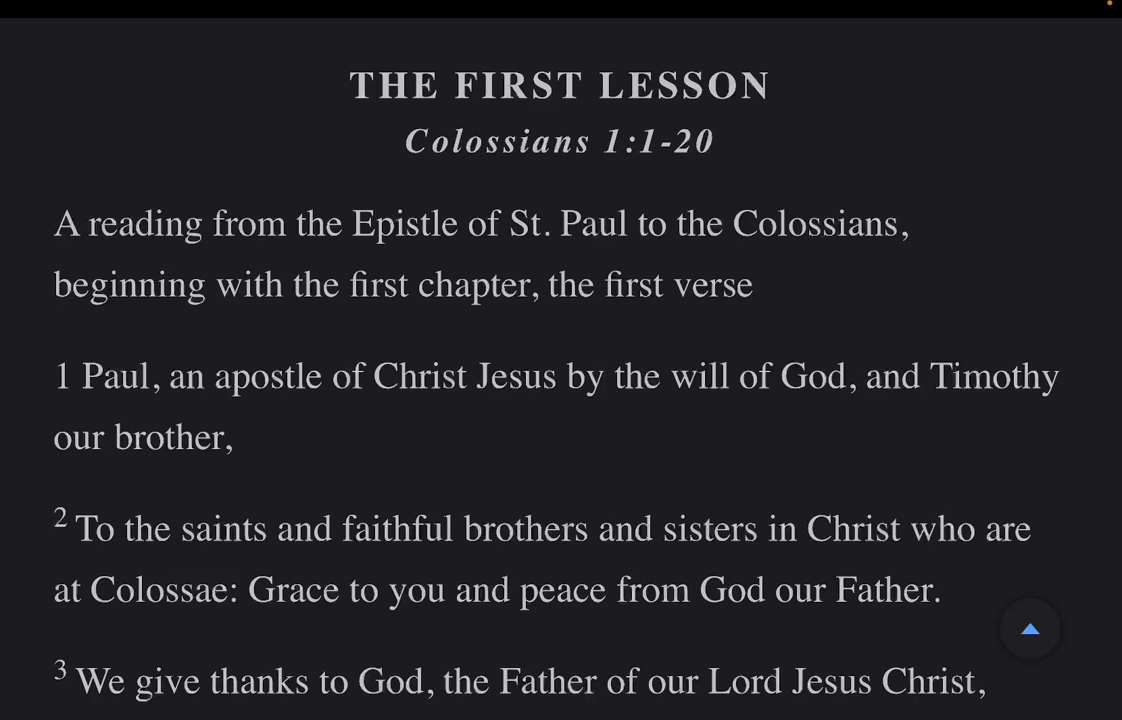 THE FIRST LESSON
Colossians 1:1-20
A reading from the Epistle of St. Paul to the Colossians,
beginning with the first chapter, the first verse
1 Paul, an apostle of Christ Jesus by the will of God, and Timothy
our brother,
2 To the saints and faithful brothers and sisters in Christ who are
at Colossae: Grace to you and peace from God our Father.
3 We give thanks to God, the Father of our Lord Jesus Christ,